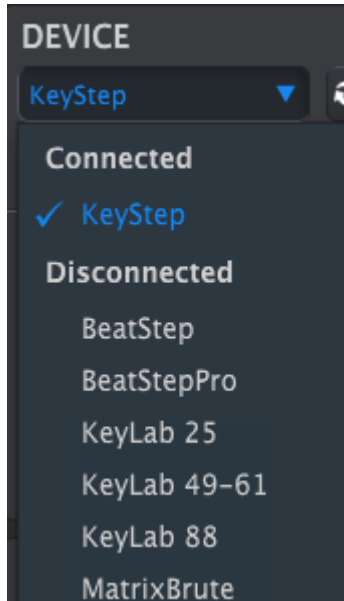 DEVICE
KeyStep
Connected
KeyStep
Disconnected
BeatStep
BeatStepPro
KeyLab 25
KeyLab 49-61
KeyLab 88
MatrixBrute